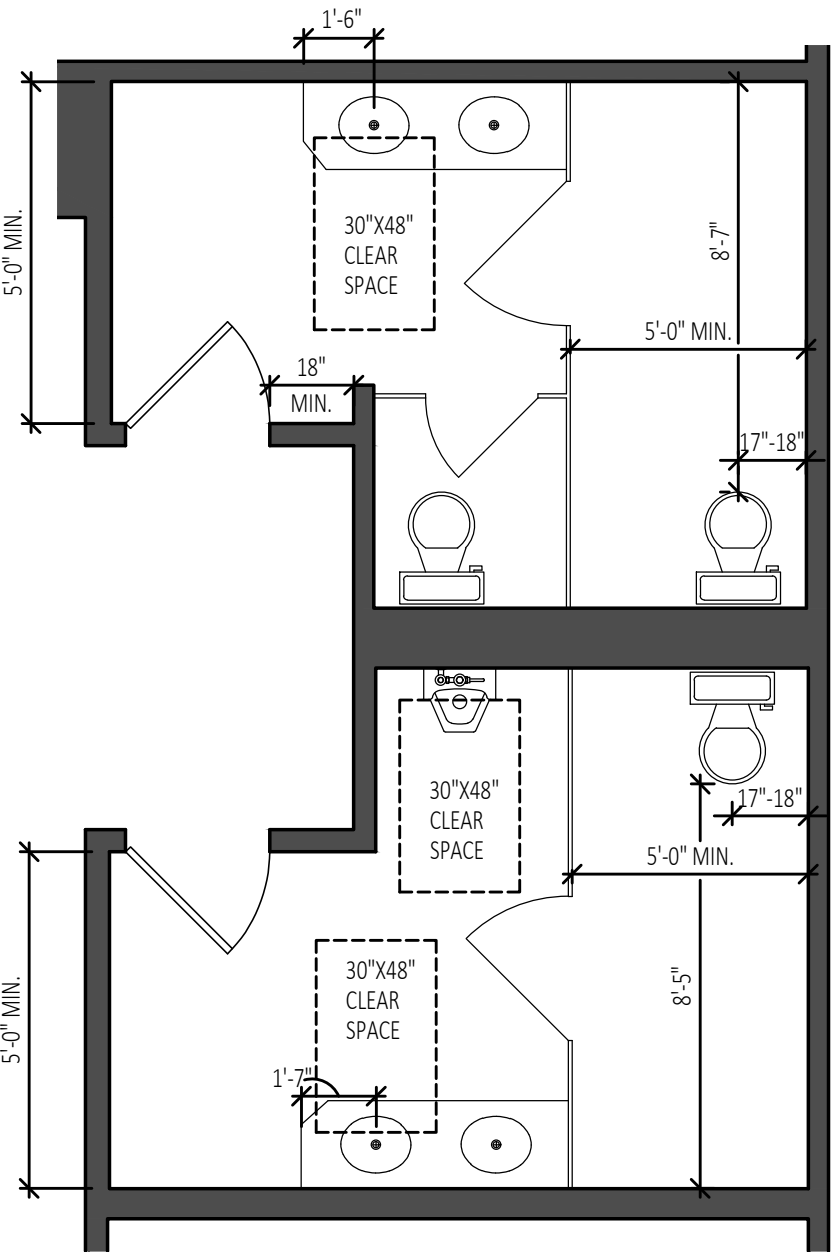 1'-6"
5'-0" MIN.
30"X48"
CLEAR
SPACE
8'-7"
5'-0" MIN.
18"
MIN.
17"-18"
30"X48"
CLEAR
SPACE
17"-18"
5'-0" MIN.
5'-0" MIN.
30"X48"
CLEAR
SPACE
8'-5"
1'-7"